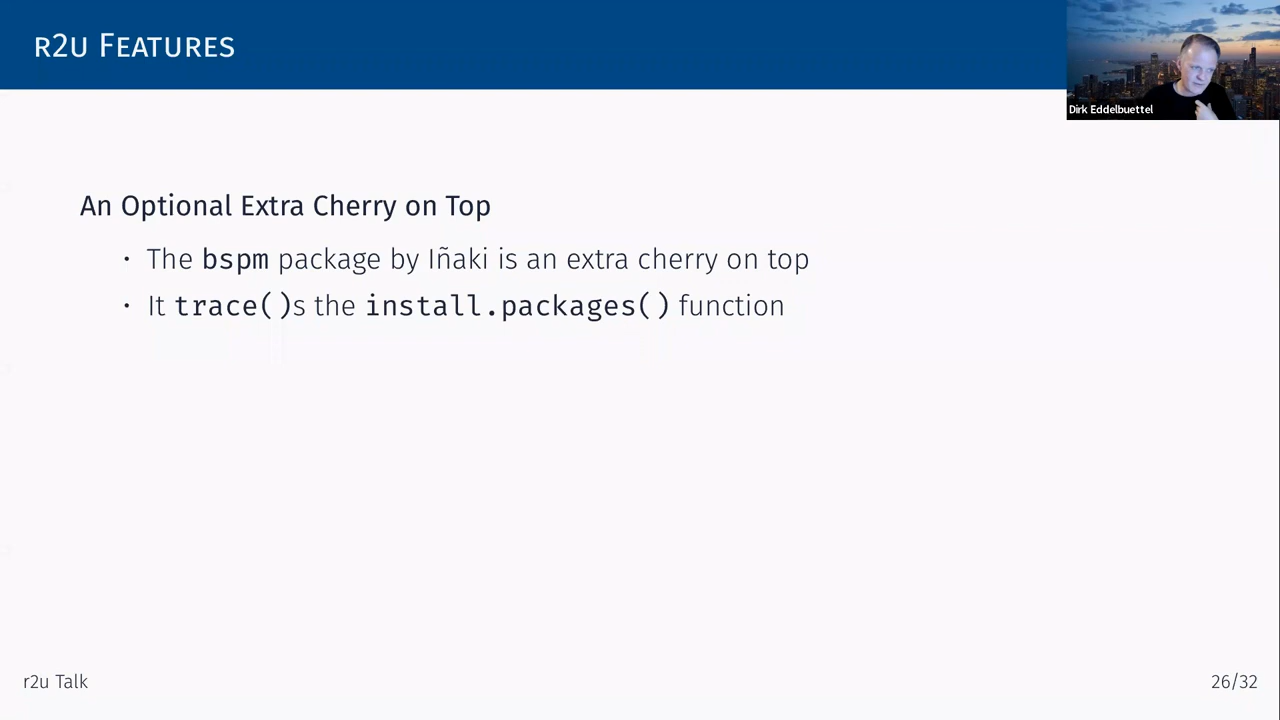 R2U FEATURES
Dirk Eddelbuettel
An Optional Extra Cherry on Top
• The bspm package by Iñaki is an extra cherry on top
• It trace()s the install.packages() function
r2u Talk
26/32